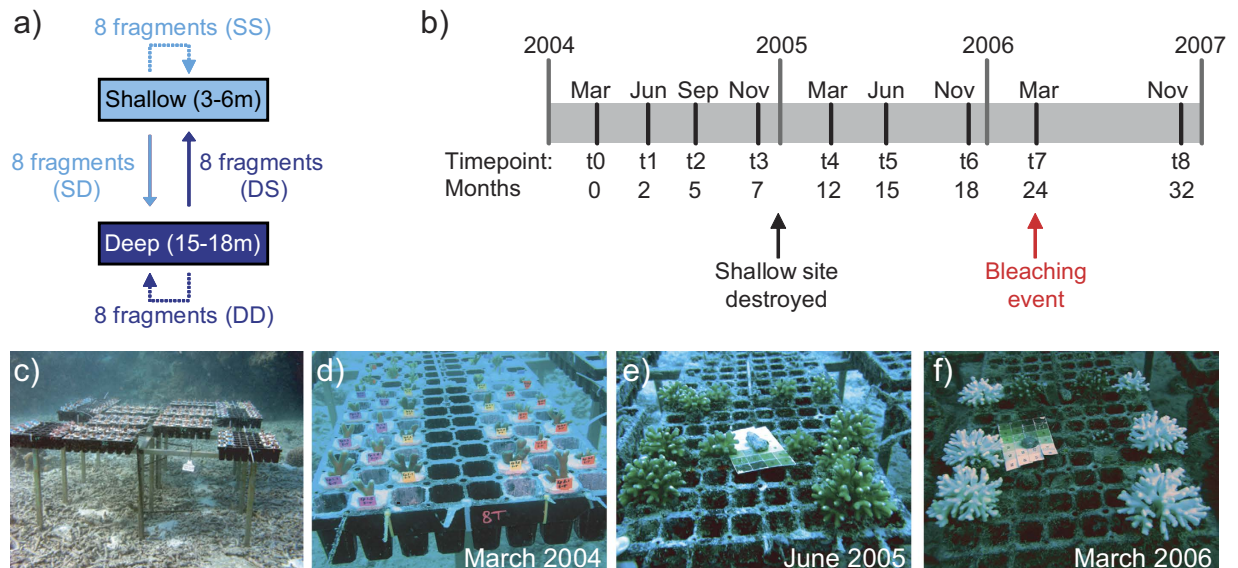 a)
8 fragments (SS)
Shallow (3-6m)
8 fragments
(SD)
8 fragments
(DS)
Deep (15-18m)
8 fragments (DD)
b)
2004 2005 2006 2007
Mar Jun Sep Nov Mar Jun Nov Mar Nov
Timepoint: t0 t1 t2 t3 t4 t5 t6 t7 t8
Months 0 2 5 7 12 15 18 24 32
Shallow site
destroyed
Bleaching
event
c)
d)
8T
March 2004
e)
June 2005
f)
March 2006